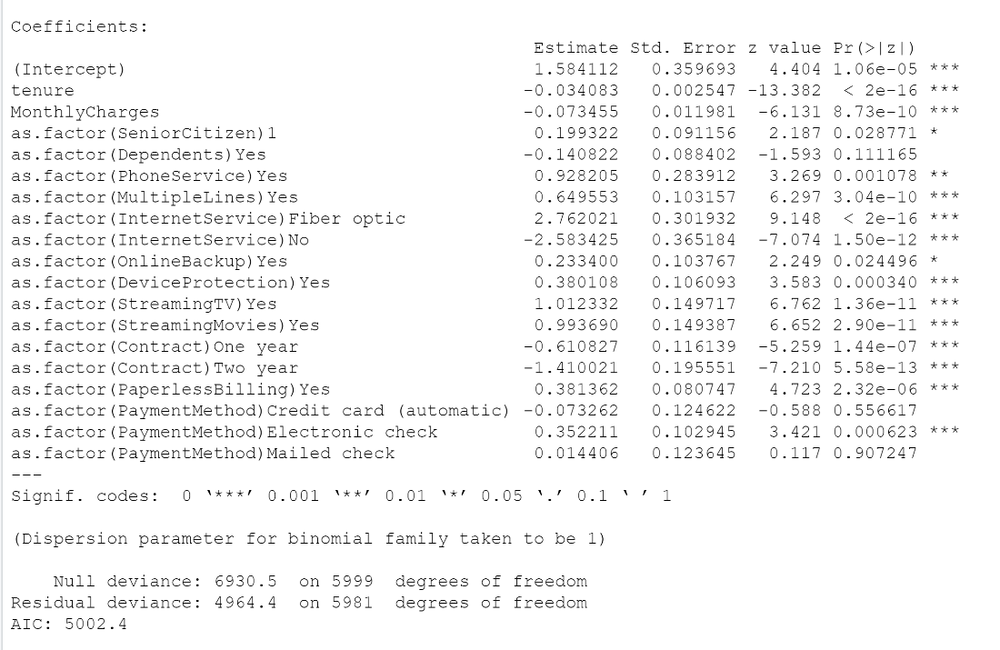 Coefficients:
Estimate Std. Error z value Pr(>|z|)
(Intercept) 1.584112 0.359693 4.404 1.06e-05 ***
tenure -0.034083 0.002547 -13.382 < 2e-16 ***
MonthlyCharges -0.073455 0.011981 -6.131 8.73e-10 ***
as.factor(SeniorCitizen)1 0.199322 0.091156 2.187 0.028771 *
as.factor(Dependents)Yes -0.140822 0.088402 -1.593 0.111165
as.factor(PhoneService)Yes 0.928205 0.283912 3.269 0.001078 **
as.factor(MultipleLines)Yes 0.649553 0.103157 6.297 3.04e-10 ***
as.factor(InternetService)Fiber optic 2.762021 0.301932 9.148 < 2e-16 ***
as.factor(InternetService)No -2.583425 0.365184 -7.074 1.50e-12 ***
as.factor(OnlineBackup)Yes 0.233400 0.103767 2.249 0.024496 *
as.factor(DeviceProtection)Yes 0.380108 0.106093 3.583 0.000340 ***
as.factor(StreamingTV)Yes 1.012332 0.149717 6.762 1.36e-11 ***
as.factor(StreamingMovies)Yes 0.993690 0.149387 6.652 2.90e-11 ***
as.factor(Contract)One year -0.610827 0.116139 -5.259 1.44e-07 ***
as.factor(Contract)Two year -1.410021 0.195551 -7.210 5.58e-13 ***
as.factor(PaperlessBilling)Yes 0.381362 0.080747 4.723 2.32e-06 ***
as.factor(PaymentMethod)Credit card (automatic) -0.073262 0.124622 -0.588 0.556617
as.factor(PaymentMethod)Electronic check 0.352211 0.102945 3.421 0.000623 ***
as.factor(PaymentMethod)Mailed check 0.014406 0.123645 0.117 0.907247
---
Signif. codes: 0 ‘***’ 0.001 ‘**’ 0.01 ‘*’ 0.05 ‘.’ 0.1 ‘ ’ 1
(Dispersion parameter for binomial family taken to be 1)
Null deviance: 6930.5 on 5999 degrees of freedom
Residual deviance: 4964.4 on 5981 degrees of freedom
AIC: 5002.4